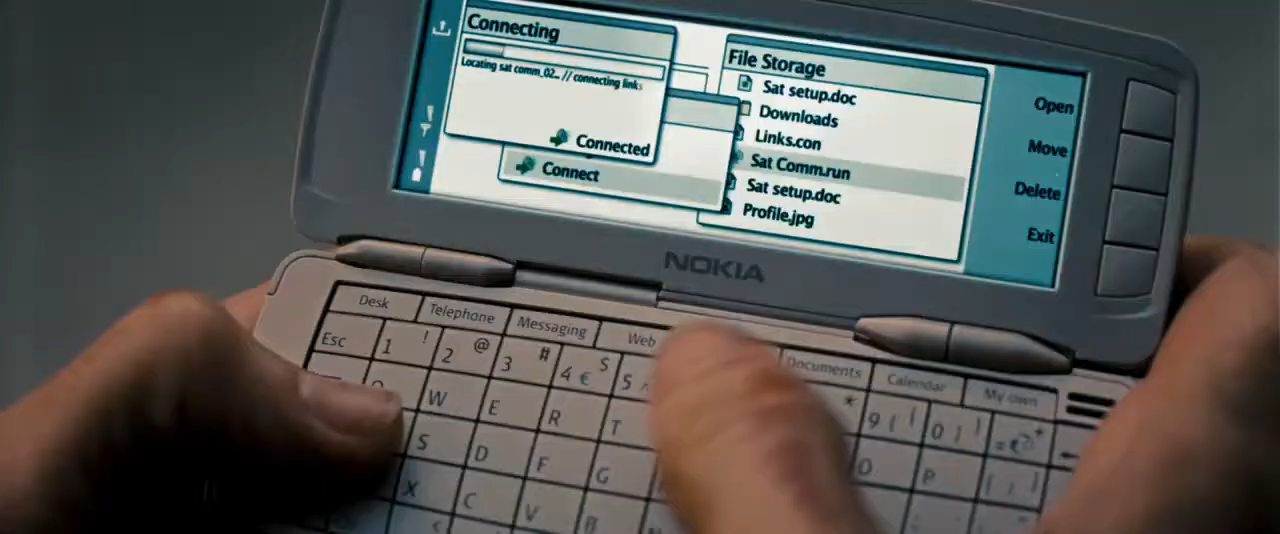 Connecting
Locating sat comm_02... // connecting links
Connected
Connect
File Storage
Sat setup.doc
Downloads
Links.con
Sat Comm.run
Sat setup.doc
Profile.jpg
Open
Move
Delete
Exit
NOKIA
Desk Telephone Messaging Web Documents Calendar My own
Esc 1 ! 2 @ 3 # 4 $ € 5 * 9 ( [ 0 ) ]
W E R T O P
S D F G
X C V B N